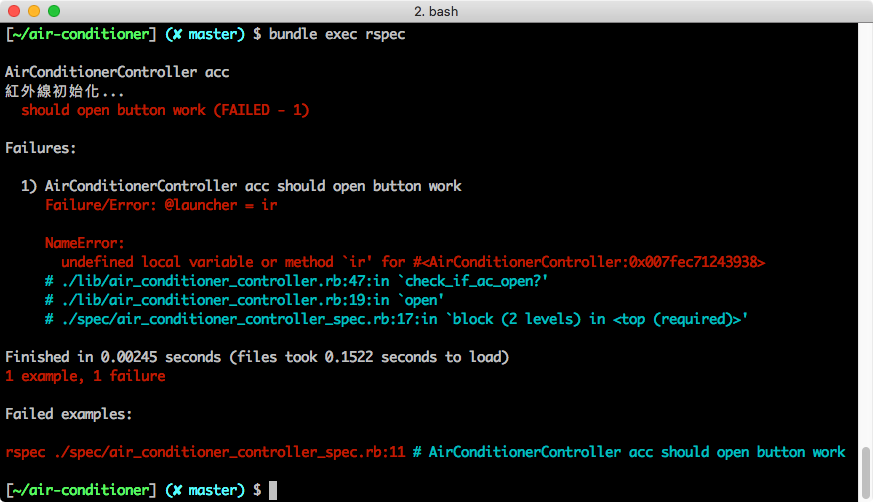 2. bash
[~/air-conditioner] (✘ master) $ bundle exec rspec
AirConditionerController acc
紅外線初始化...
should open button work (FAILED - 1)
Failures:
1) AirConditionerController acc should open button work
Failure/Error: @launcher = ir
NameError:
undefined local variable or method `ir' for #<AirConditionerController:0x007fec71243938>
# ./lib/air_conditioner_controller.rb:47:in `check_if_ac_open?'
# ./lib/air_conditioner_controller.rb:19:in `open'
# ./spec/air_conditioner_controller_spec.rb:17:in `block (2 levels) in <top (required)>'
Finished in 0.00245 seconds (files took 0.1522 seconds to load)
1 example, 1 failure
Failed examples:
rspec ./spec/air_conditioner_controller_spec.rb:11 # AirConditionerController acc should open button work
[~/air-conditioner] (✘ master) $